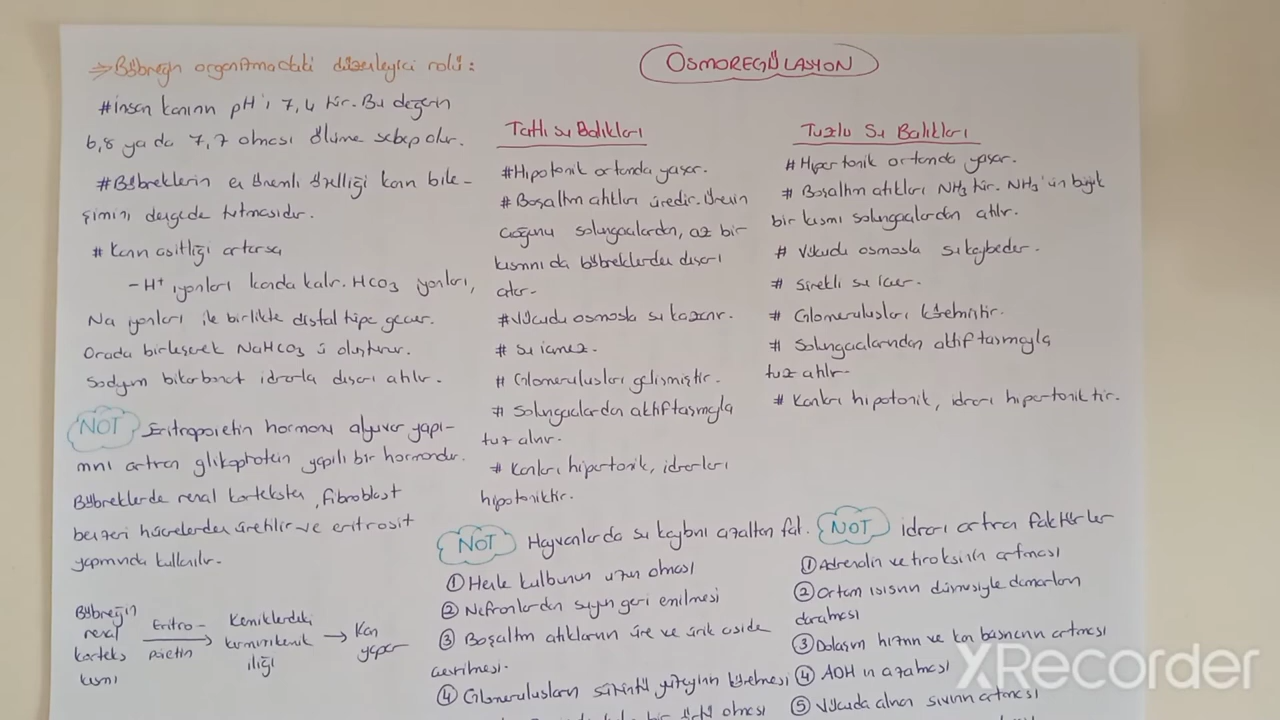 ⇒ Böbreğin organizmadaki düzenleyici rolü:
#insan kanının pH'ı 7,4 tür. Bu değerin
6,8 ya da 7,7 olması ölüme sebep olur.
#Böbreklerin en önemli özelliği kan bile-
şimini dengede tutmasıdır.
# Kanın asitliği artarsa
- H⁺ iyonları kanda kalır. HCO3 iyonları,
Na iyonları ile birlikte distal tüpe geçer.
Orada birleşerek NaHCO3 ü oluşturur.
Sodyum bikarbonat idrarla dışarı atılır.
NOT Eritropoietin hormonu alyuvar yapı-
mını artıran glikoprotein yapılı bir hormondur.
Böbreklerde renal korteksten, fibroblast
benzeri hücrelerden üretilir ve eritrosit
yapımında kullanılır.
Böbreğin renal korteks kısmı
Eritro-poietin →
Kemiklerdeki kırmızı kemik iliği
→ Kan yapar
OSMOREGÜLASYON
Tatlı su Balıkları
#Hipotonik ortamda yaşar.
#Boşaltım atıkları üredir. Ürenin
çoğunu solungaçlardan, az bir
kısmını da böbreklerden dışarı
atar.
#Vücudu osmosla su kazanır.
# Su içmez.
# Glomerulusları gelişmiştir.
# Solungaçlardan aktif taşımayla
tuz alınır.
# Kanları hipertonik, idrarları
hipotoniktir.
Tuzlu Su Balıkları
# Hipertonik ortamda yaşar.
# Boşaltım atıkları NH3 tür. NH3'ün büyük
bir kısmı solungaçlardan atılır.
# Vücudu osmosla su kaybeder.
# Sürekli su içer.
# Glomerulusları körelmiştir.
# Solungaçlarından aktif taşımayla
tuz atılır.
# Kanları hipotonik, idrarı hipertoniktir.
NOT Hayvanlarda su kaybını azaltan fak.
① Henle kulbunun uzun olması
② Nefronlardan suyun geri emilmesi
③ Boşaltım atıklarının üre ve ürik aside
çevrilmesi.
④ Glomerulusların süzüntü yüzeyinin körelmesi
bir örtü olması
NOT idrarı artıran faktörler
① Adrenalin ve tiroksinin artması
② Ortam ısısının düşmesiyle damarların
daralması
③ Dolaşım hızının ve kan basıncının artması
④ ADH ın azalması
⑤ Vücuda alınan sıvının artması
XRecorder